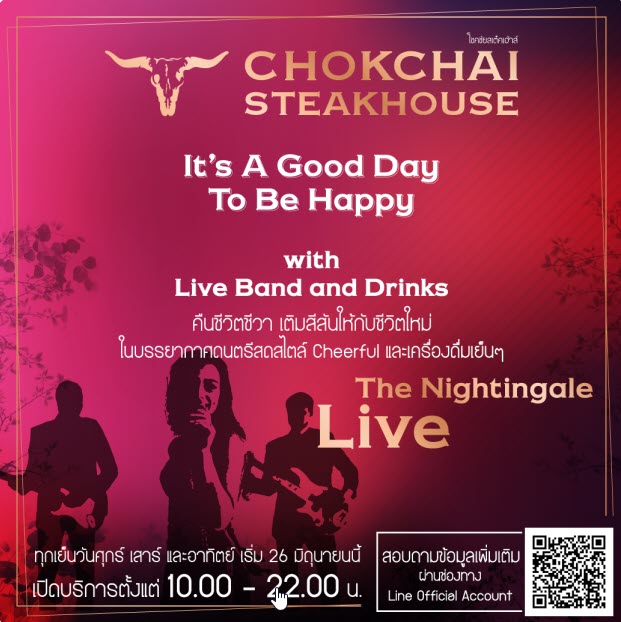 โชคชัยสเต็คเฮ้าส์
CHOKCHAI
STEAKHOUSE
It's A Good Day
To Be Happy
with
Live Band and Drinks
คืนชีวิตชีวา เติมสีสันให้กับชีวิตใหม่
ในบรรยากาศดนตรีสดสไตล์ Cheerful และเครื่องดื่มเย็นๆ
The Nightingale
Live
ทุกเย็นวันศุกร์ เสาร์ และอาทิตย์ เริ่ม 26 มิถุนายนนี้
เปิดบริการตั้งแต่ 10.00 - 22.00 น.
สอบถามข้อมูลเพิ่มเติม
ผ่านช่องทาง
Line Official Account